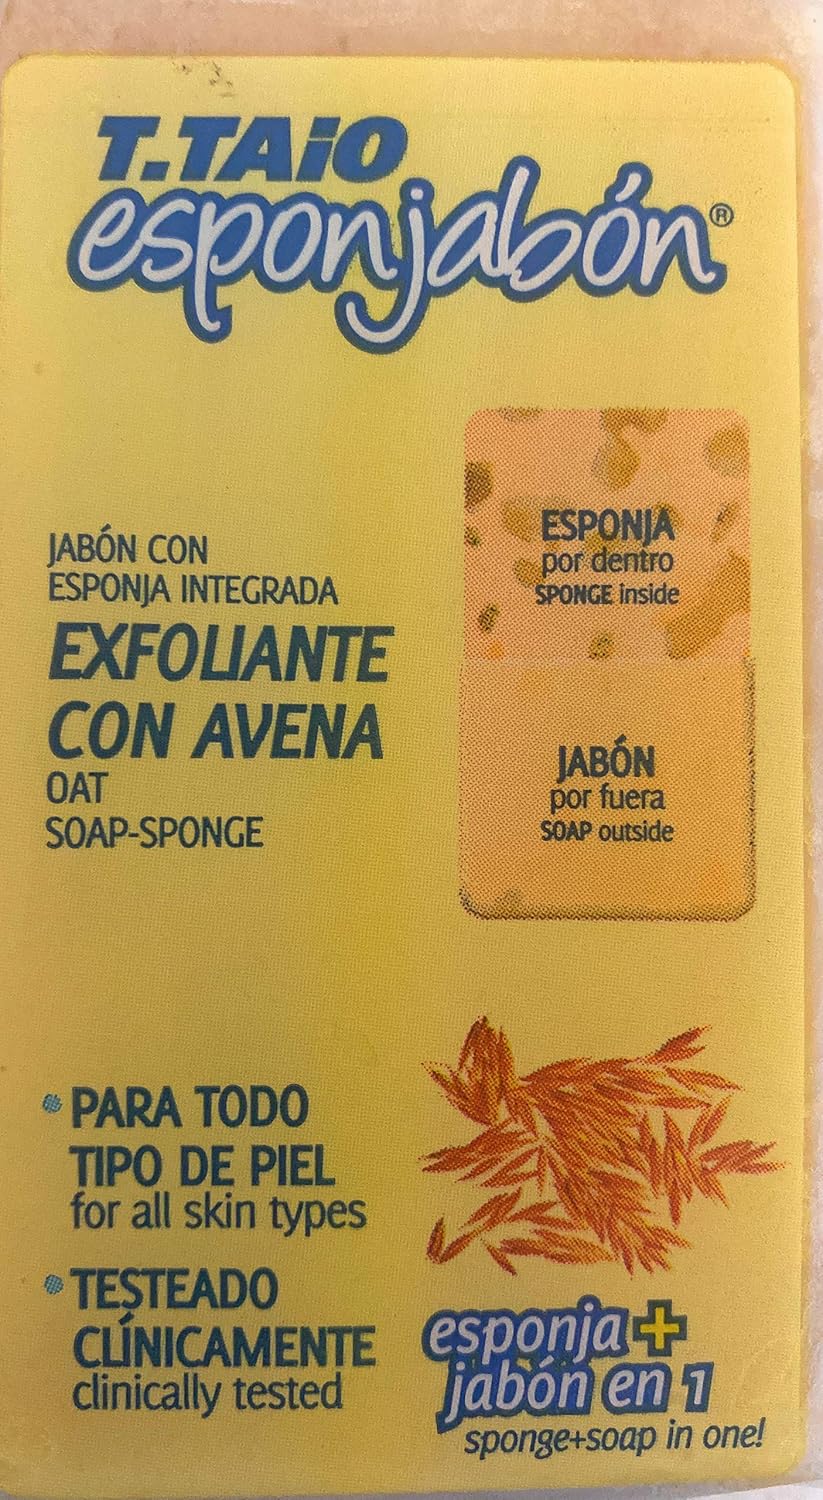 T.TAiO
esponjabón®
JABÓN CON
ESPONJA INTEGRADA
EXFOLIANTE
CON AVENA
OAT
SOAP-SPONGE
ESPONJA
por dentro
SPONGE inside
JABÓN
por fuera
SOAP outside
• PARA TODO
TIPO DE PIEL
for all skin types
• TESTEADO
CLÍNICAMENTE
clinically tested
esponja +
jabón en 1
sponge+soap in one!